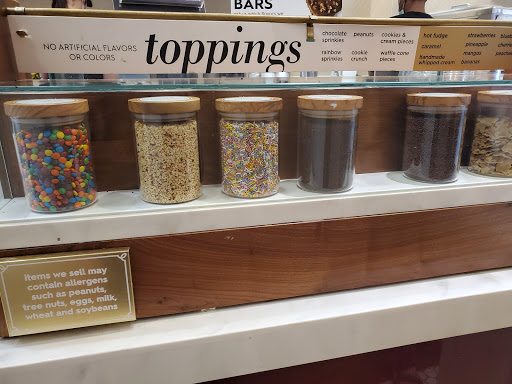 BARS
NO ARTIFICIAL FLAVORS
OR COLORS
toppings
chocolate
sprinkles
rainbow
sprinkles
peanuts
cookie
crunch
cookies &
cream pieces
waffle cone
pieces
hot fudge
caramel
handmade
whipped cream
strawberries
pineapple
mangos
bananas
items we sell may
contain allergens
such as peanuts,
tree nuts, eggs, milk,
wheat and soybeans